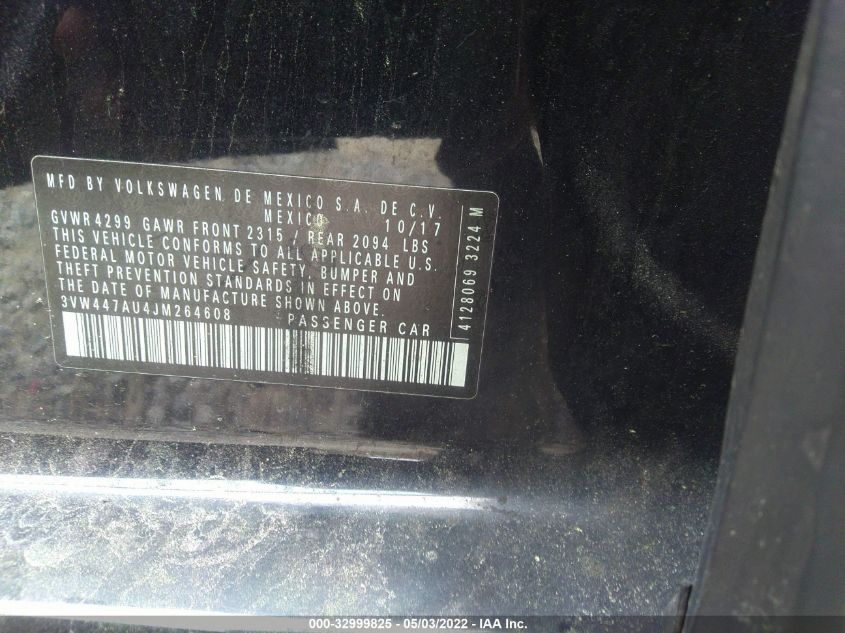 MFD BY VOLKSWAGEN DE MEXICO S.A. DE C.V.
MEXICO 10/17
GVWR 4299 GAWR FRONT 2315 / REAR 2094 LBS
THIS VEHICLE CONFORMS TO ALL APPLICABLE U.S.
FEDERAL MOTOR VEHICLE SAFETY, BUMPER AND
THEFT PREVENTION STANDARDS IN EFFECT ON
THE DATE OF MANUFACTURE SHOWN ABOVE.
3VW447AU4JM264608 PASSENGER CAR
4128069 3224 M
000-32999825 - 05/03/2022 - IAA Inc.